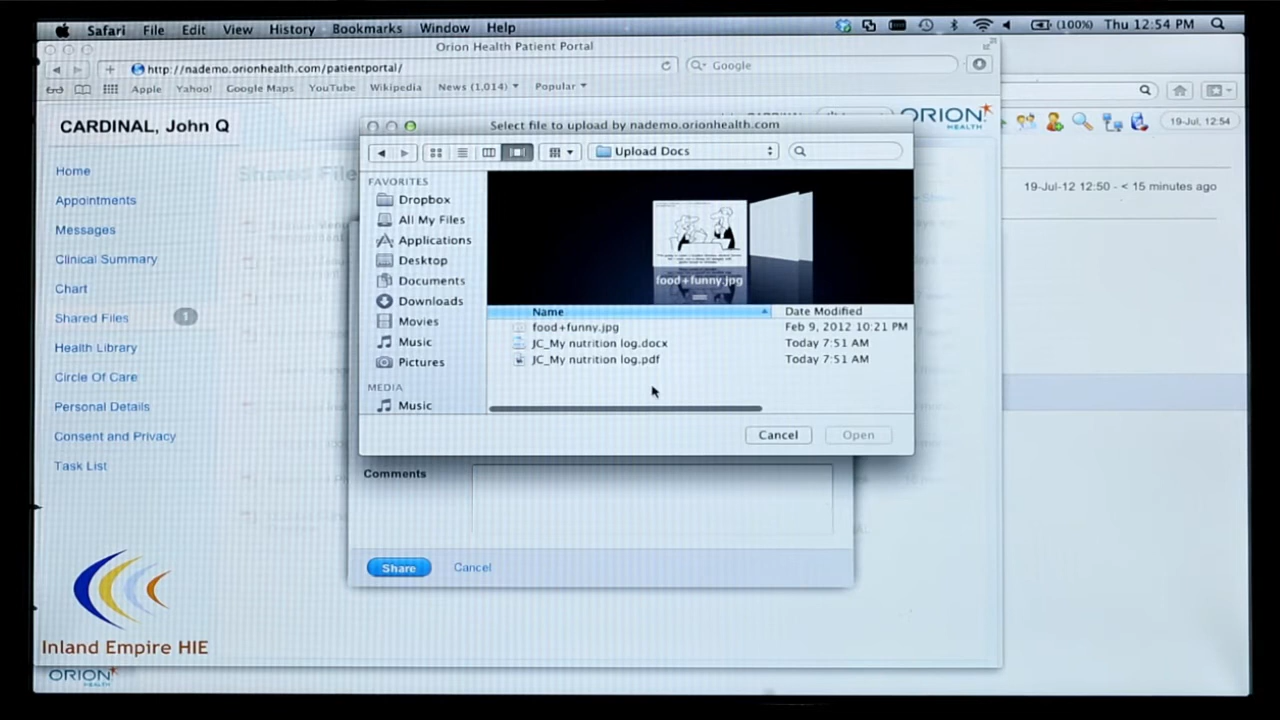 Safari File Edit View History Bookmarks Window Help (100%) Thu 12:54 PM
Orion Health Patient Portal
http://nademo.orionhealth.com/patientportal/
Google
Apple Yahoo! Google Maps YouTube Wikipedia News (1,014) Popular
CARDINAL, John Q
ORION
HEALTH
19-Jul, 12:54
19-Jul-12 12:50 - < 15 minutes ago
Shared File
Home
Appointments
Messages
Clinical Summary
Chart
Shared Files 1
Health Library
Circle Of Care
Personal Details
Consent and Privacy
Task List
Select file to upload by nademo.orionhealth.com
Upload Docs
FAVORITES
Dropbox
All My Files
Applications
Desktop
Documents
Downloads
Movies
Music
Pictures
MEDIA
Music
food+funny.jpg
Name Date Modified
food+funny.jpg Feb 9, 2012 10:21 PM
JC_My nutrition log.docx Today 7:51 AM
JC_My nutrition log.pdf Today 7:51 AM
Cancel Open
Comments
Share Cancel
Inland Empire HIE
ORION
HEALTH